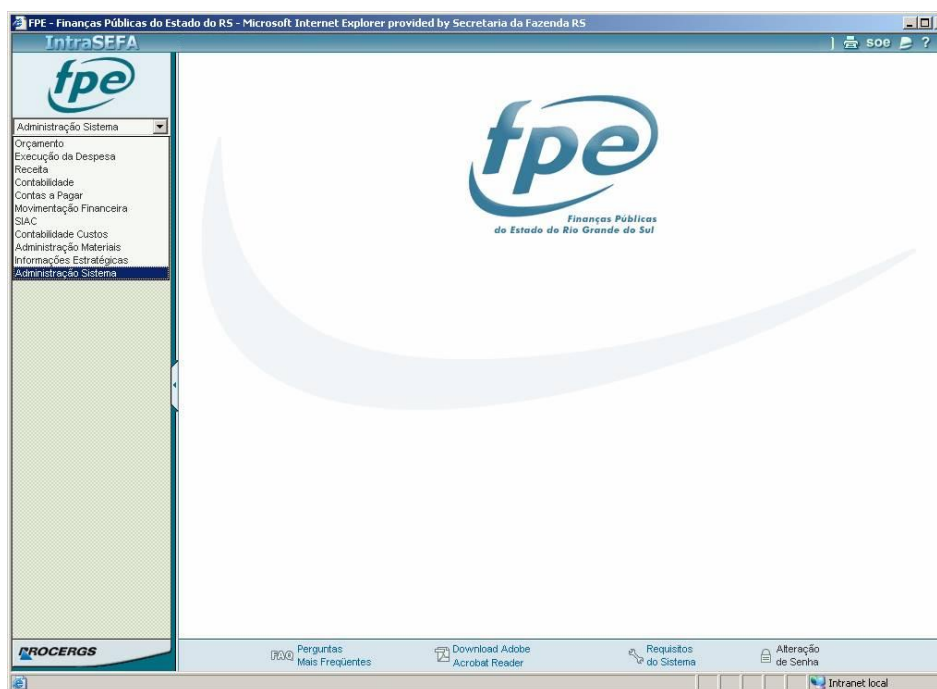 FPE - Finanças Públicas do Estado do RS - Microsoft Internet Explorer provided by Secretaria da Fazenda RS
IntraSEFA
soe
?
fpe
Administração Sistema
Orçamento
Execução da Despesa
Receita
Contabilidade
Contas a Pagar
Movimentação Financeira
SIAC
Contabilidade Custos
Administração Materiais
Informações Estratégicas
Administração Sistema
fpe
Finanças Públicas
do Estado do Rio Grande do Sul
PROCERGS
FAQ
Perguntas
Mais Freqüentes
Download Adobe
Acrobat Reader
Requisitos
do Sistema
Alteração
de Senha
Intranet local